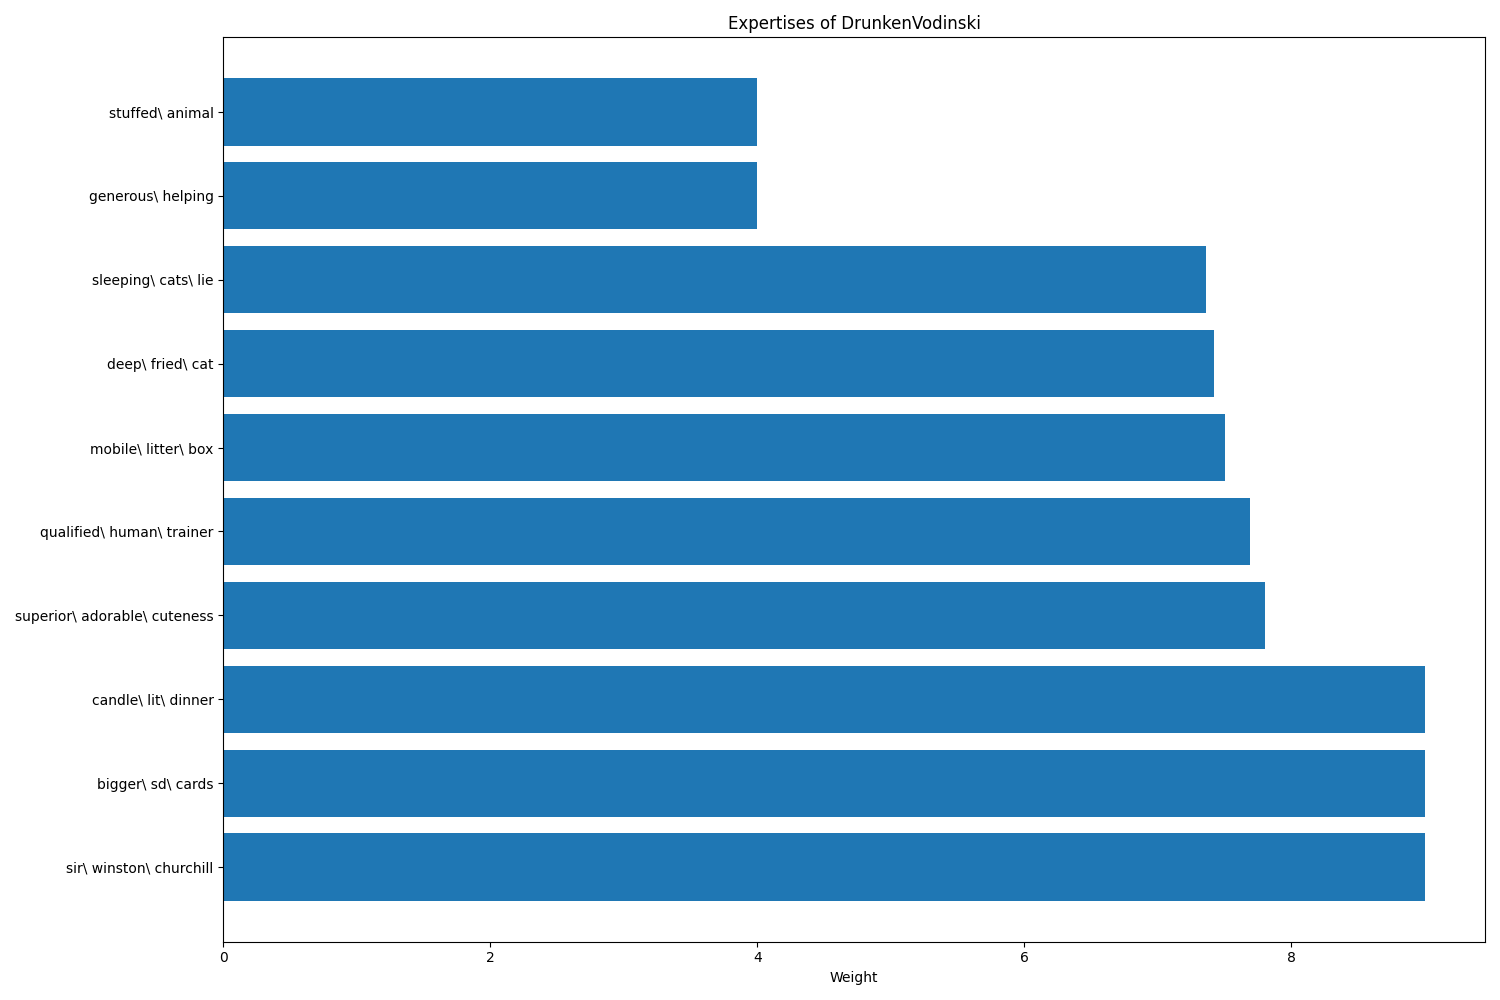 Expertises of DrunkenVodinski
stuffed\ animal
generous\ helping
sleeping\ cats\ lie
deep\ fried\ cat
mobile\ litter\ box
qualified\ human\ trainer
superior\ adorable\ cuteness
candle\ lit\ dinner
bigger\ sd\ cards
sir\ winston\ churchill
0 2 4 6 8
Weight